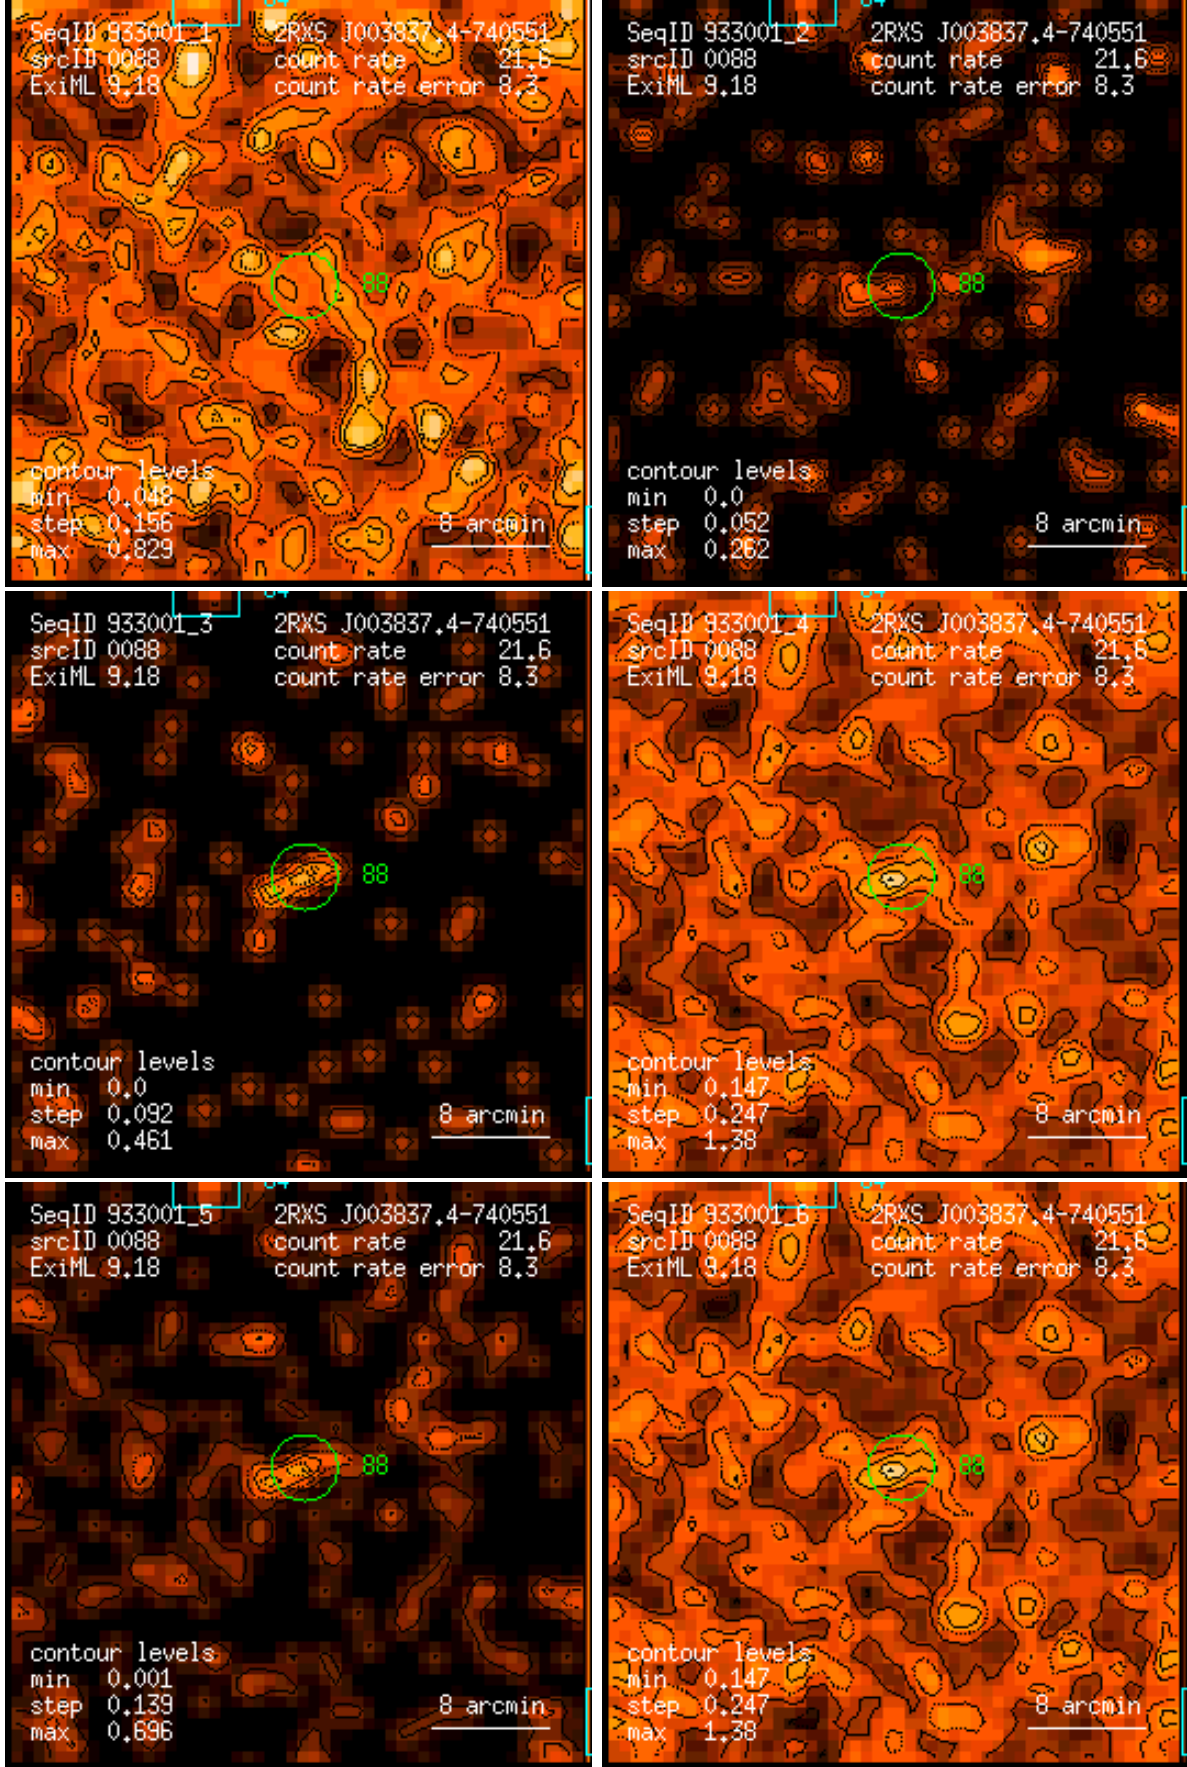 64
SeqID 933001_1 2RXS J003837.4-740551
srcID 0088 count rate 21.6
ExiML 9.18 count rate error 8.3
88
contour levels
min 0.048
step 0.156 8 arcmin
max 0.829
64
SeqID 933001_2 2RXS J003837.4-740551
srcID 0088 count rate 21.6
ExiML 9.18 count rate error 8.3
88
contour levels
min 0.0
step 0.052 8 arcmin
max 0.262
SeqID 933001_3 2RXS J003837.4-740551
srcID 0088 count rate 21.6
ExiML 9.18 count rate error 8.3
88
contour levels
min 0.0
step 0.092 8 arcmin
max 0.461
SeqID 933001_4 2RXS J003837.4-740551
srcID 0088 count rate 21.6
ExiML 9.18 count rate error 8.3
88
contour levels
min 0.147
step 0.247 8 arcmin
max 1.38
SeqID 933001_5 2RXS J003837.4-740551
srcID 0088 count rate 21.6
ExiML 9.18 count rate error 8.3
88
contour levels
min 0.001
step 0.139 8 arcmin
max 0.696
SeqID 933001_6 2RXS J003837.4-740551
srcID 0088 count rate 21.6
ExiML 9.18 count rate error 8.3
88
contour levels
min 0.147
step 0.247 8 arcmin
max 1.38